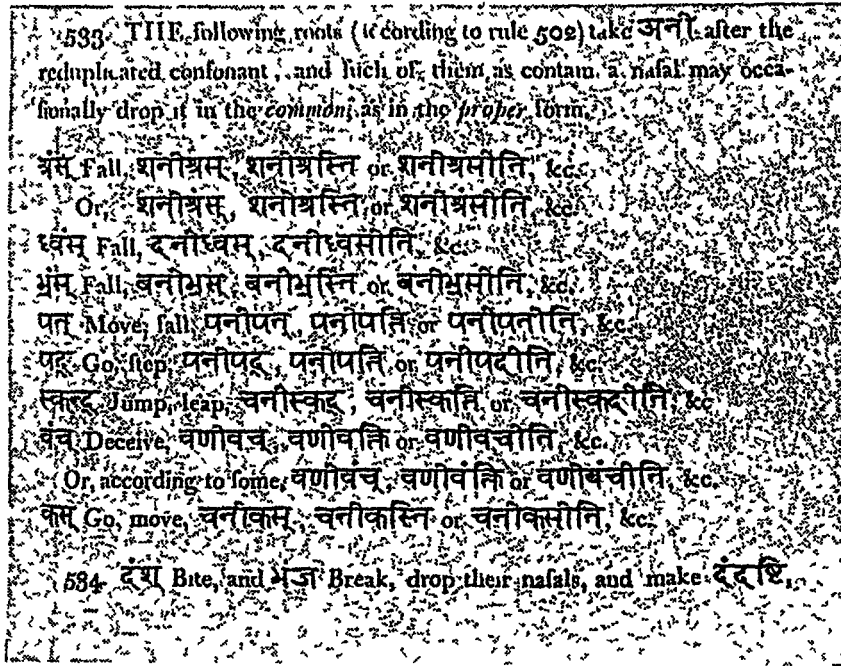 533. THE following roots (according to rule 502) take अनी after the
reduplicated consonant, and such of them as contain a nasal may occa-
sionally drop it in the common, as in the proper form.
श्रंस् Fall, शनीश्रस्, शनीश्रस्ति or शनीश्रसीति, &c.
Or, शनीश्रंस्, शनीश्रंस्ति or शनीश्रंसीति, &c.
ध्वंस् Fall, दनीध्वस्, दनीध्वसीति, &c.
भ्रंस् Fall, बनीभ्रस्, बनीभ्रस्ति or बनीभ्रसीति, &c.
पत् Move, fall, पनीपत्, पनीपत्ति or पनीपतीति, &c.
पद् Go, step, पनीपद्, पनीपत्ति or पनीपदीति, &c.
स्कन्द् Jump, leap, चनीस्कद्, चनीस्कत्ति or चनीस्कदीति, &c.
वंच् Deceive, वणीवच्, वणीवक्ति or वणीवचीति, &c.
Or, according to some, वणीवंच्, वणीवंक्ति or वणीवंचीति, &c.
कस् Go, move, चनीकस्, चनीकस्ति or चनीकसीति, &c.
534. दंश् Bite, and भज Break, drop their nasals, and make दंदष्टि,